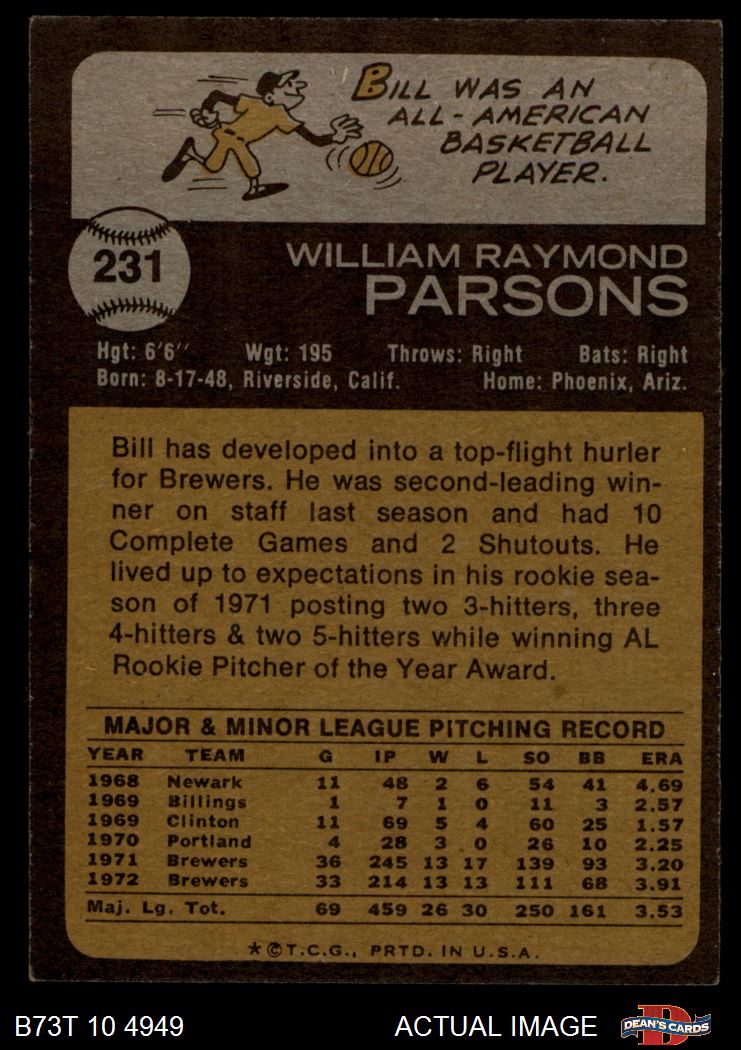 BILL WAS AN
ALL-AMERICAN
BASKETBALL
PLAYER.
231
WILLIAM RAYMOND
PARSONS
Hgt: 6'6" Wgt: 195 Throws: Right Bats: Right
Born: 8-17-48, Riverside, Calif. Home: Phoenix, Ariz.
Bill has developed into a top-flight hurler
for Brewers. He was second-leading win-
ner on staff last season and had 10
Complete Games and 2 Shutouts. He
lived up to expectations in his rookie sea-
son of 1971 posting two 3-hitters, three
4-hitters & two 5-hitters while winning AL
Rookie Pitcher of the Year Award.
MAJOR & MINOR LEAGUE PITCHING RECORD
YEAR TEAM G IP W L SO BB ERA
1968 Newark 11 48 2 6 54 41 4.69
1969 Billings 1 7 1 0 11 3 2.57
1969 Clinton 11 69 5 4 60 25 1.57
1970 Portland 4 28 3 0 26 10 2.25
1971 Brewers 36 245 13 17 139 93 3.20
1972 Brewers 33 214 13 13 111 68 3.91
Maj. Lg. Tot. 69 459 26 30 250 161 3.53
★©T.C.G., PRTD. IN U.S.A.
B73T 10 4949 ACTUAL IMAGE D DEAN'S CARDS